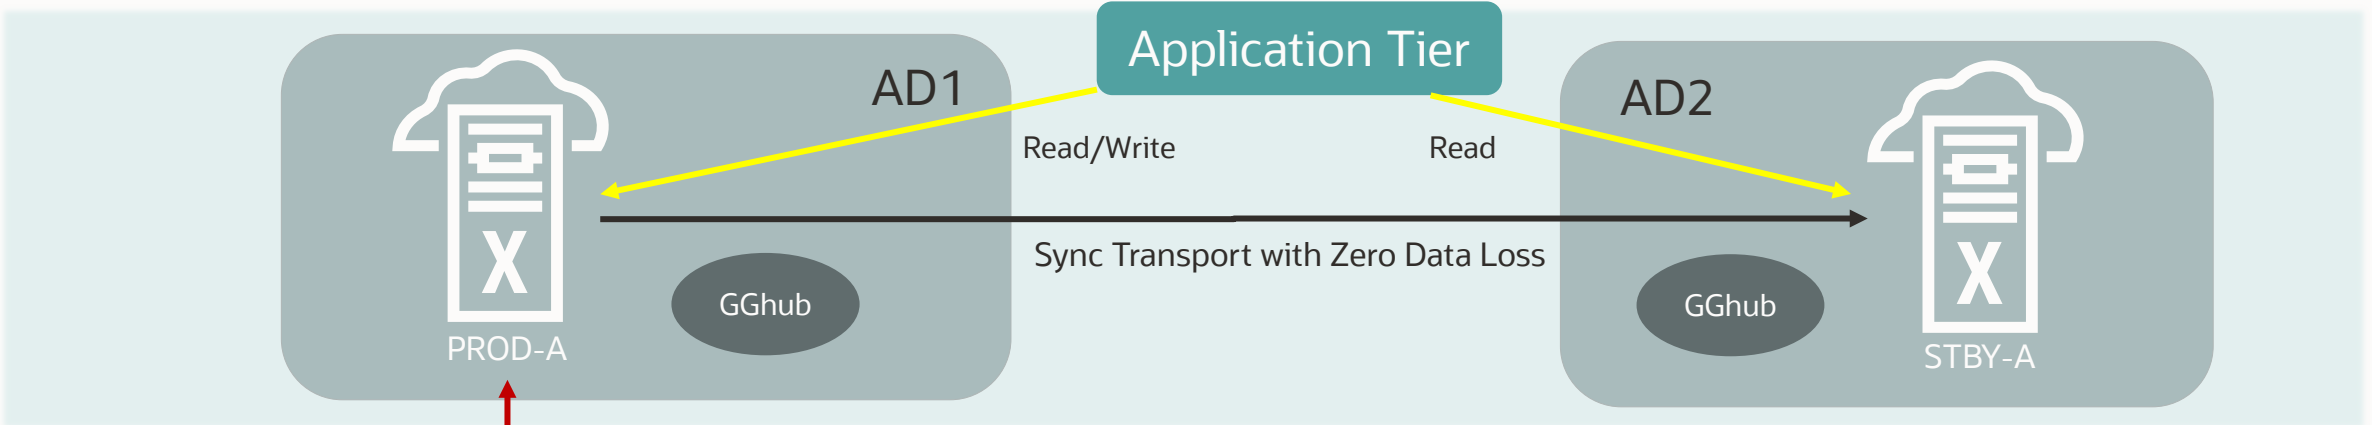 Application Tier
AD1
AD2
Read/Write
Read
X
X
Sync Transport with Zero Data Loss
GGhub
GGhub
PROD-A
STBY-A